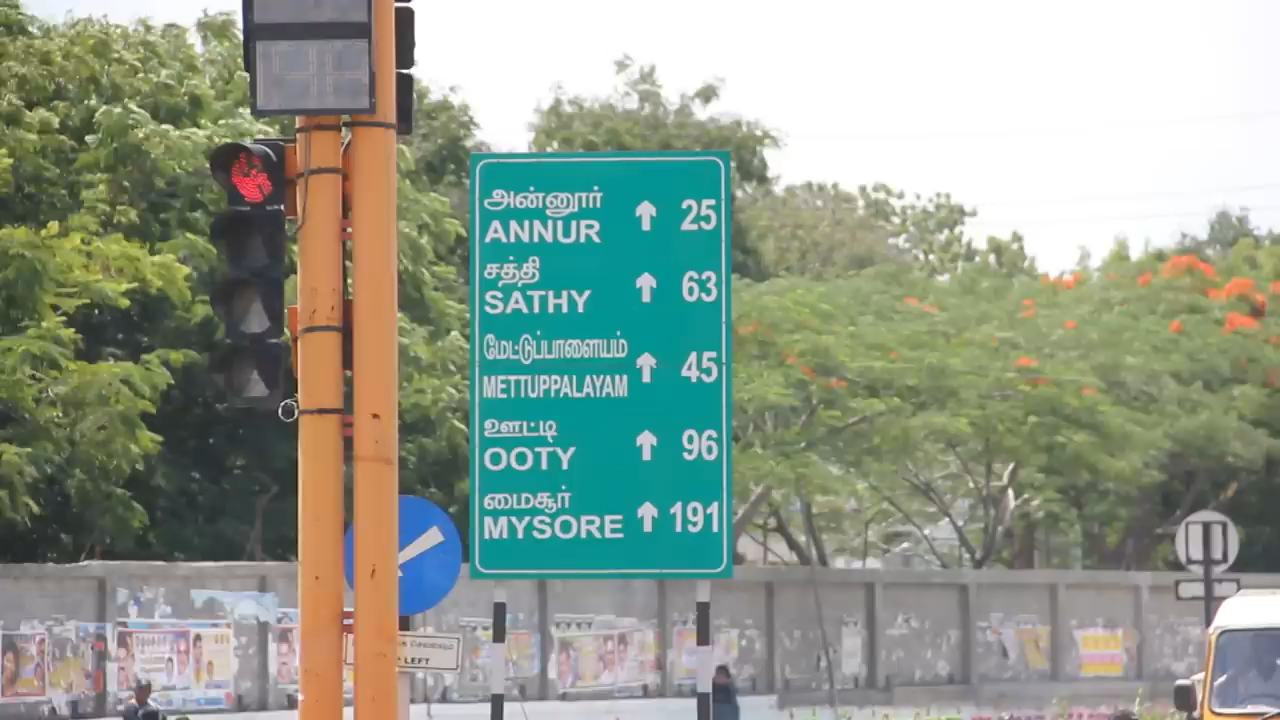 அன்னூர்
ANNUR 25
சத்தி
SATHY 63
மேட்டுப்பாளையம்
METTUPPALAYAM 45
ஊட்டி
OOTY 96
மைசூர்
MYSORE 191
LEFT